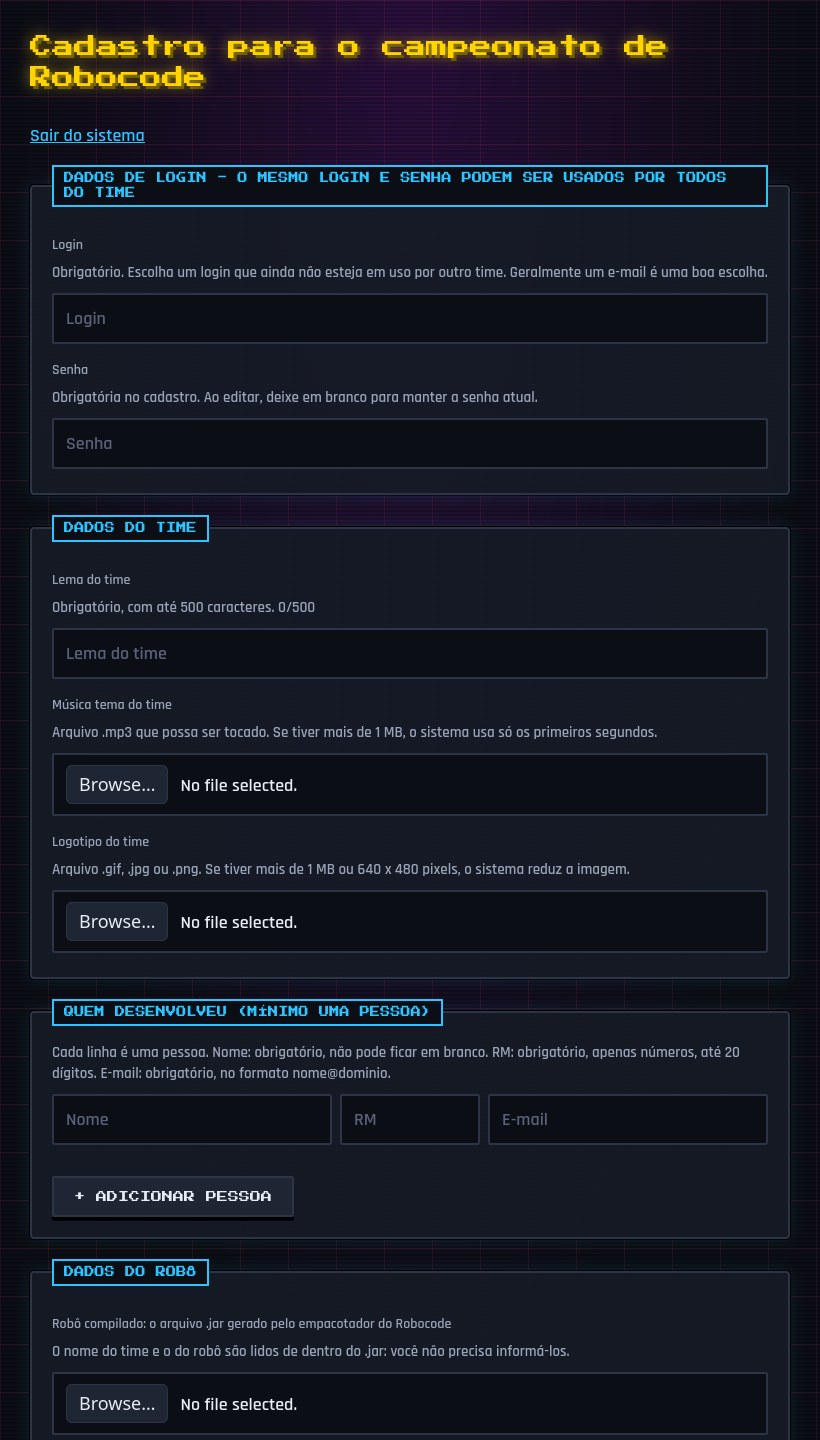 Cadastro para o campeonato de
Robocode
Sair do sistema
DADOS DE LOGIN - O MESMO LOGIN E SENHA PODEM SER USADOS POR TODOS
DO TIME
Login
Obrigatório. Escolha um login que ainda não esteja em uso por outro time. Geralmente um e-mail é uma boa escolha.
Login
Senha
Obrigatória no cadastro. Ao editar, deixe em branco para manter a senha atual.
Senha
DADOS DO TIME
Lema do time
Obrigatório, com até 500 caracteres. 0/500
Lema do time
Música tema do time
Arquivo .mp3 que possa ser tocado. Se tiver mais de 1 MB, o sistema usa só os primeiros segundos.
Browse... No file selected.
Logotipo do time
Arquivo .gif, .jpg ou .png. Se tiver mais de 1 MB ou 640 x 480 pixels, o sistema reduz a imagem.
Browse... No file selected.
QUEM DESENVOLVEU (MíNIMO UMA PESSOA)
Cada linha é uma pessoa. Nome: obrigatório, não pode ficar em branco. RM: obrigatório, apenas números, até 20
dígitos. E-mail: obrigatório, no formato nome@dominio.
Nome RM E-mail
+ ADICIONAR PESSOA
DADOS DO ROBô
Robô compilado: o arquivo .jar gerado pelo empacotador do Robocode
O nome do time e o do robô são lidos de dentro do .jar: você não precisa informá-los.
Browse... No file selected.